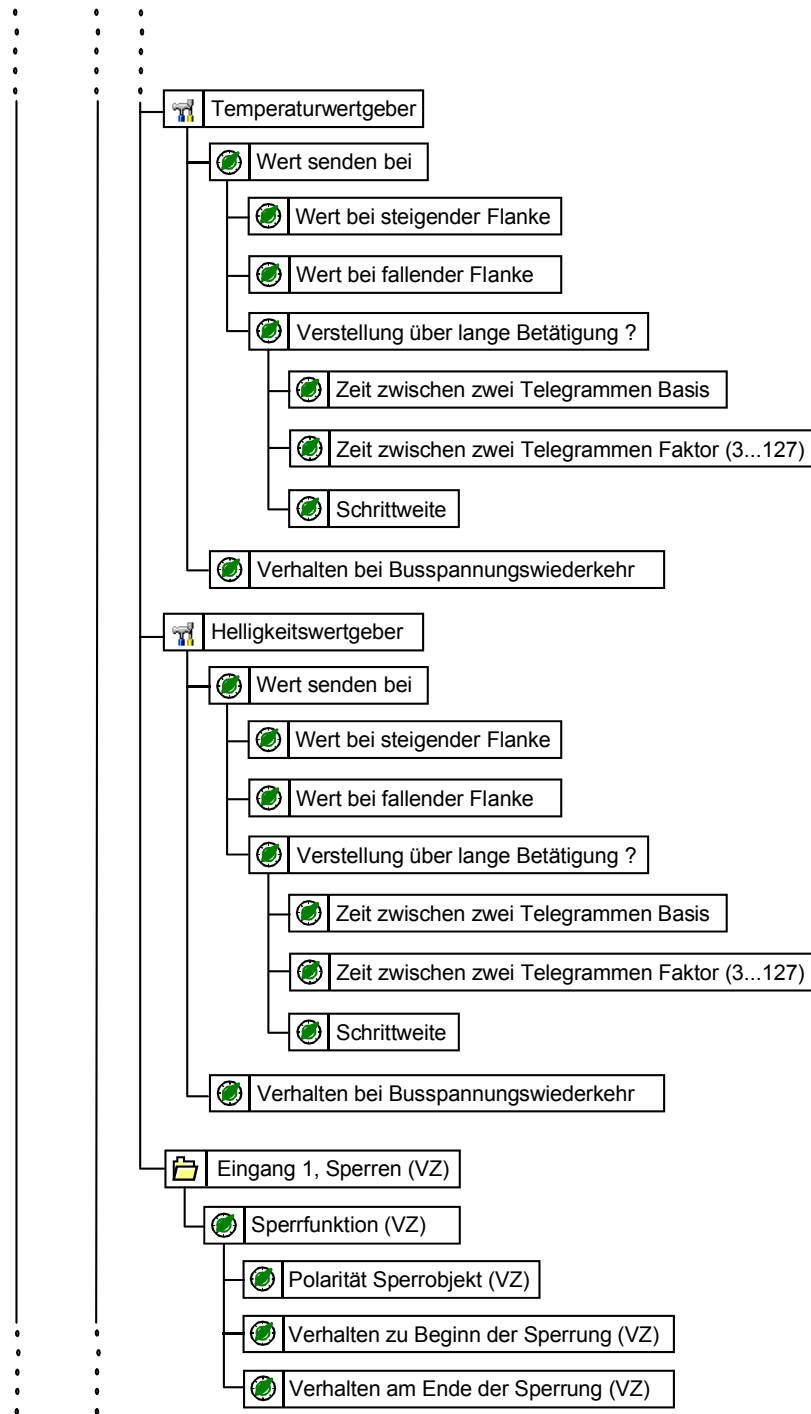 Temperaturwertgeber
Wert senden bei
Wert bei steigender Flanke
Wert bei fallender Flanke
Verstellung über lange Betätigung ?
Zeit zwischen zwei Telegrammen Basis
Zeit zwischen zwei Telegrammen Faktor (3...127)
Schrittweite
Verhalten bei Busspannungswiederkehr
Helligkeitswertgeber
Wert senden bei
Wert bei steigender Flanke
Wert bei fallender Flanke
Verstellung über lange Betätigung ?
Zeit zwischen zwei Telegrammen Basis
Zeit zwischen zwei Telegrammen Faktor (3...127)
Schrittweite
Verhalten bei Busspannungswiederkehr
Eingang 1, Sperren (VZ)
Sperrfunktion (VZ)
Polarität Sperrobjekt (VZ)
Verhalten zu Beginn der Sperrung (VZ)
Verhalten am Ende der Sperrung (VZ)